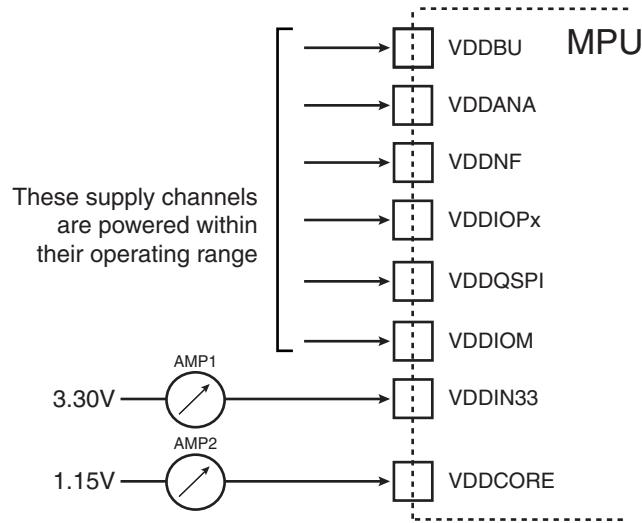 MPU
VDDBU
VDDANA
VDDNF
These supply channels
are powered within
their operating range
VDDIOPx
VDDQSPI
VDDIOM
AMP1
3.30V
VDDIN33
AMP2
1.15V
VDDCORE